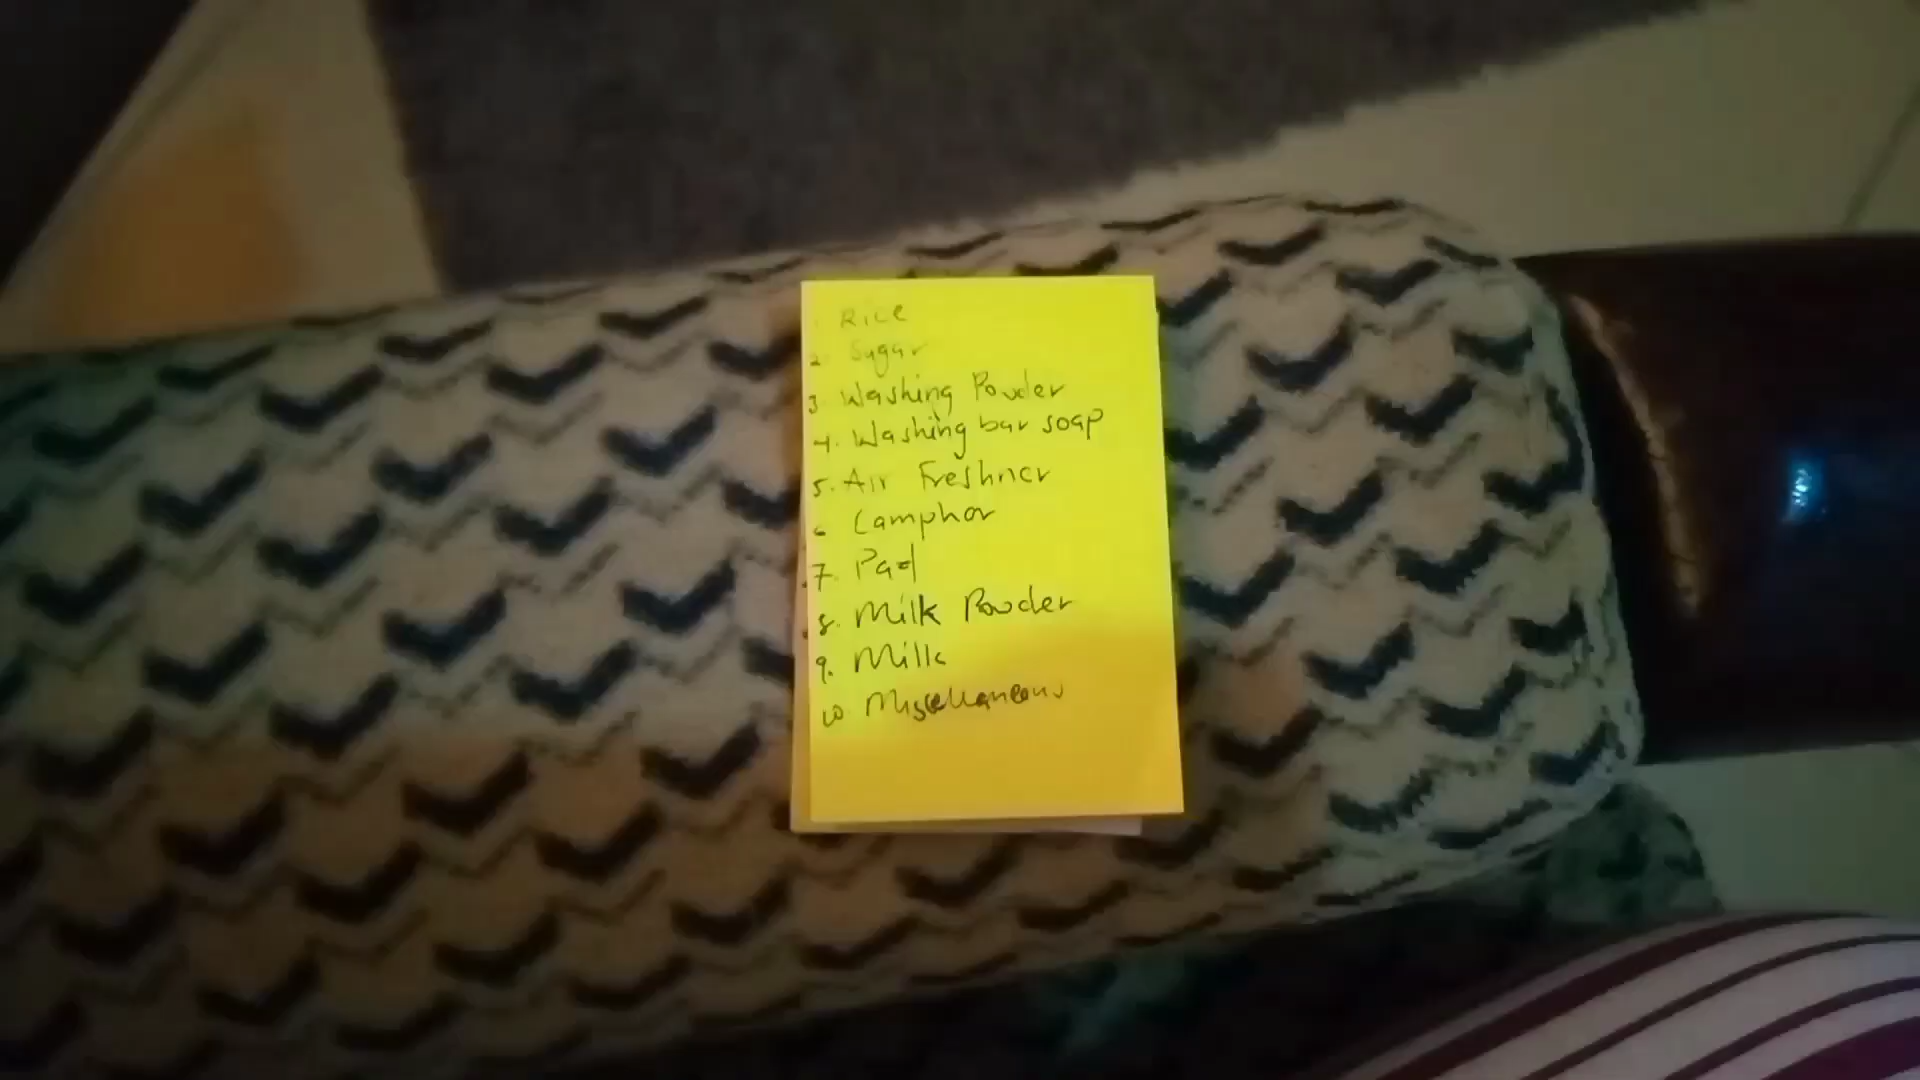 1. Rice
2. Sugar
3. Washing Powder
4. Washing bar soap
5. Air Freshner
6 Camphor
7. Pad
8. Milk Powder
9. Milk
10. Miscellaneous